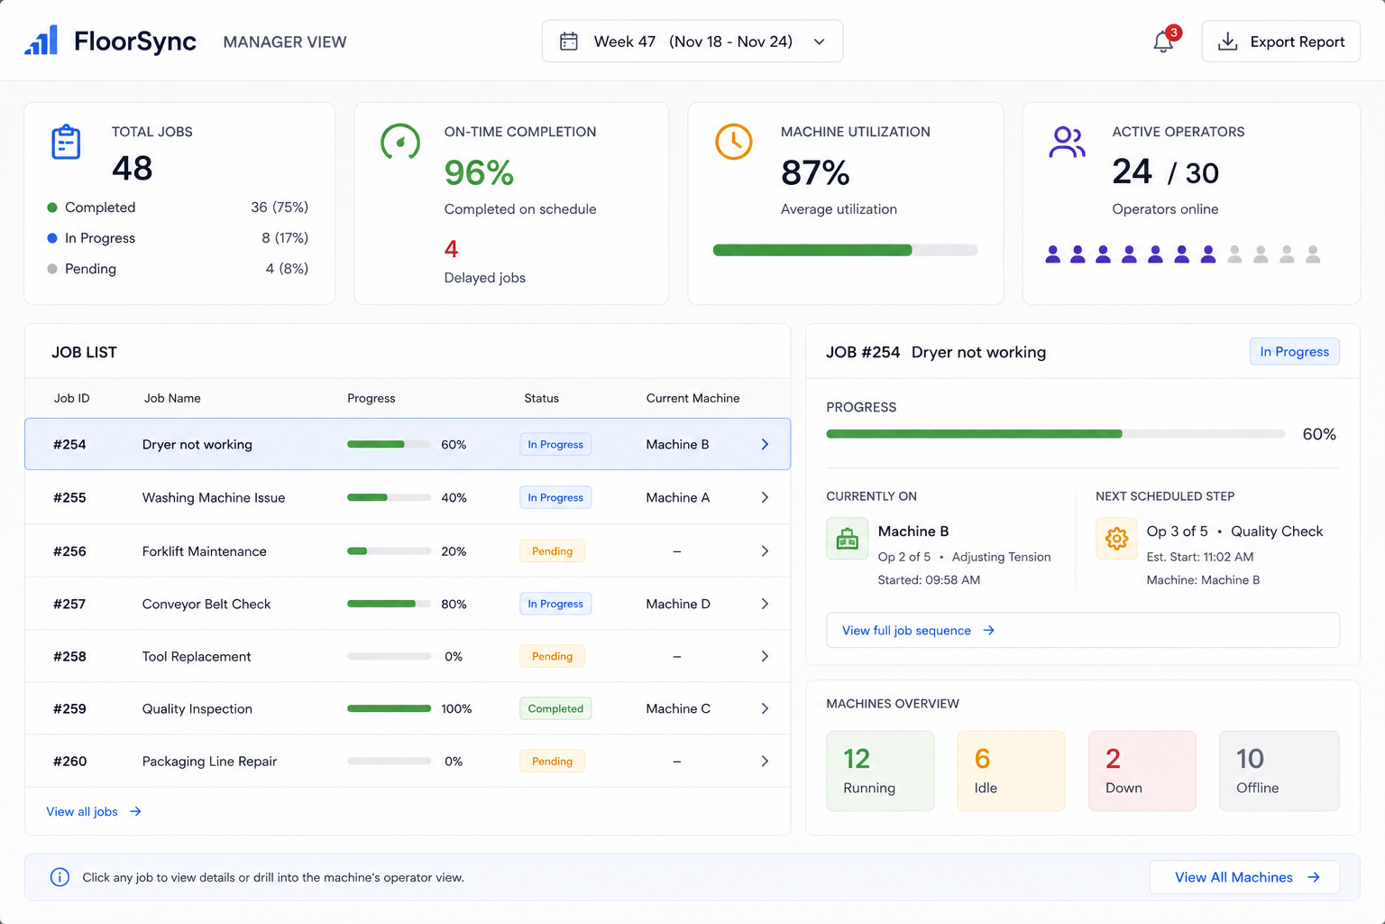 FloorSync MANAGER VIEW
Week 47 (Nov 18 - Nov 24)
3
Export Report
TOTAL JOBS
48
Completed 36 (75%)
In Progress 8 (17%)
Pending 4 (8%)
ON-TIME COMPLETION
96%
Completed on schedule
4
Delayed jobs
MACHINE UTILIZATION
87%
Average utilization
ACTIVE OPERATORS
24 / 30
Operators online
JOB LIST
Job ID Job Name Progress Status Current Machine
#254 Dryer not working 60% In Progress Machine B
#255 Washing Machine Issue 40% In Progress Machine A
#256 Forklift Maintenance 20% Pending –
#257 Conveyor Belt Check 80% In Progress Machine D
#258 Tool Replacement 0% Pending –
#259 Quality Inspection 100% Completed Machine C
#260 Packaging Line Repair 0% Pending –
View all jobs →
JOB #254 Dryer not working In Progress
PROGRESS
60%
CURRENTLY ON
Machine B
Op 2 of 5 • Adjusting Tension
Started: 09:58 AM
NEXT SCHEDULED STEP
Op 3 of 5 • Quality Check
Est. Start: 11:02 AM
Machine: Machine B
View full job sequence →
MACHINES OVERVIEW
12
Running
6
Idle
2
Down
10
Offline
Click any job to view details or drill into the machine's operator view.
View All Machines →